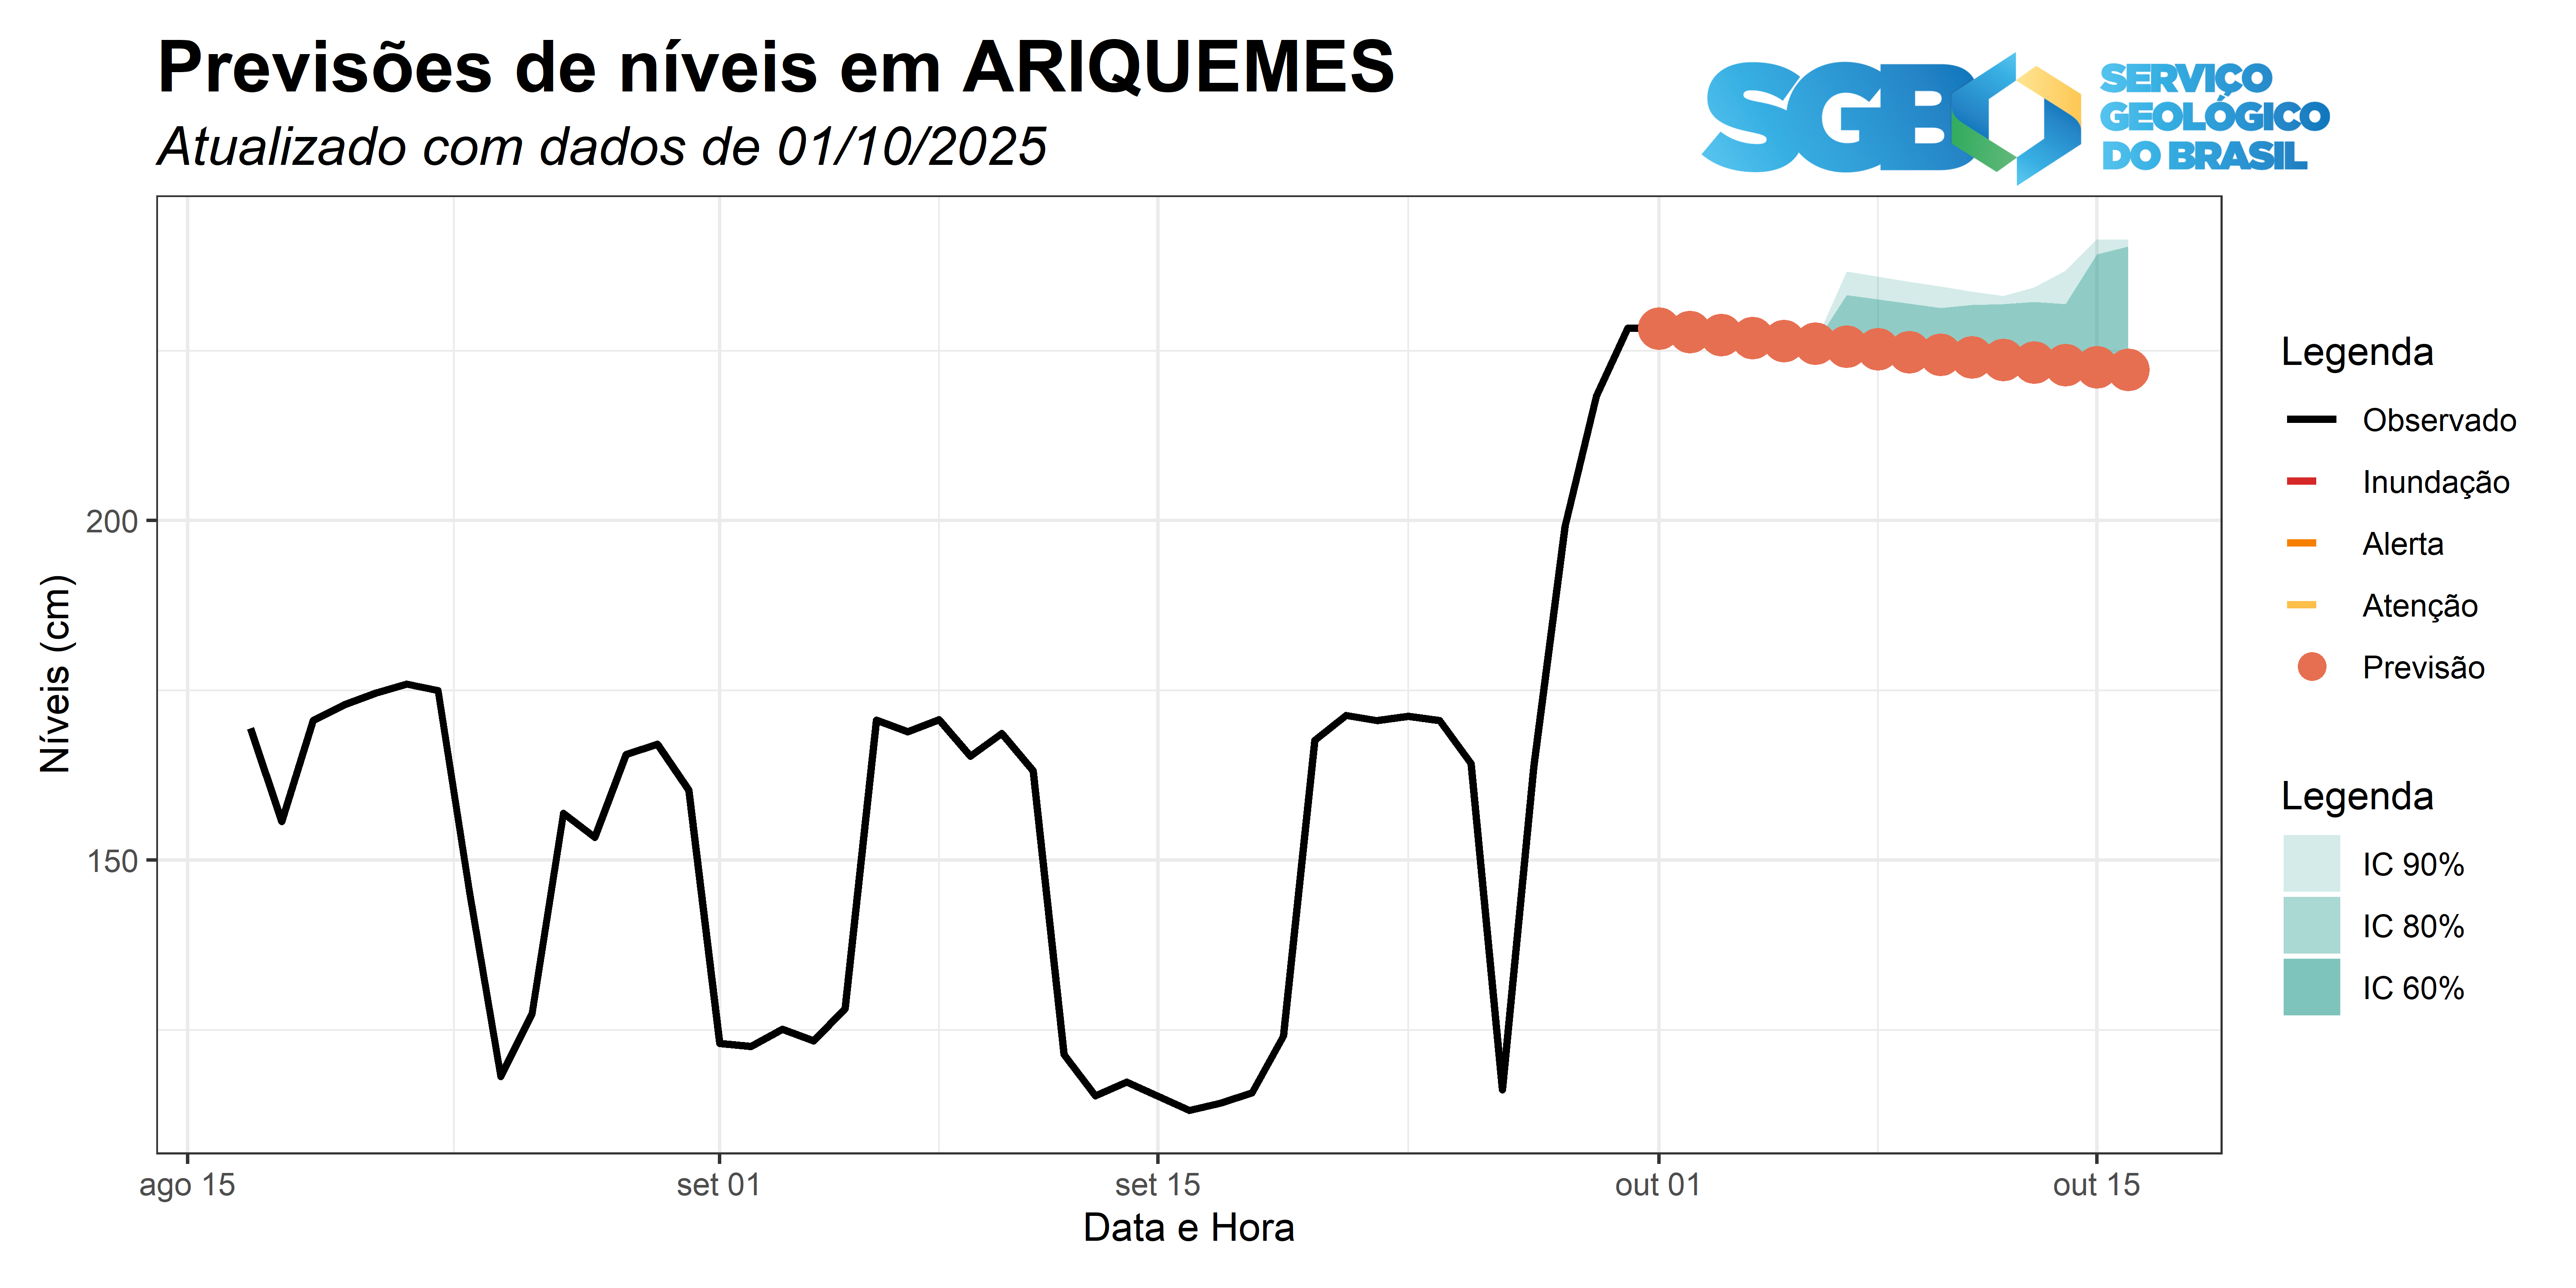 Previsões de níveis em ARIQUEMES
Atualizado com dados de 01/10/2025
SGB
SERVIÇO
GEOLÓGICO
DO BRASIL
Níveis (cm)
200
150
ago 15
set 01
set 15
out 01
out 15
Data e Hora
Legenda
Observado
Inundação
Alerta
Atenção
Previsão
Legenda
IC 90%
IC 80%
IC 60%